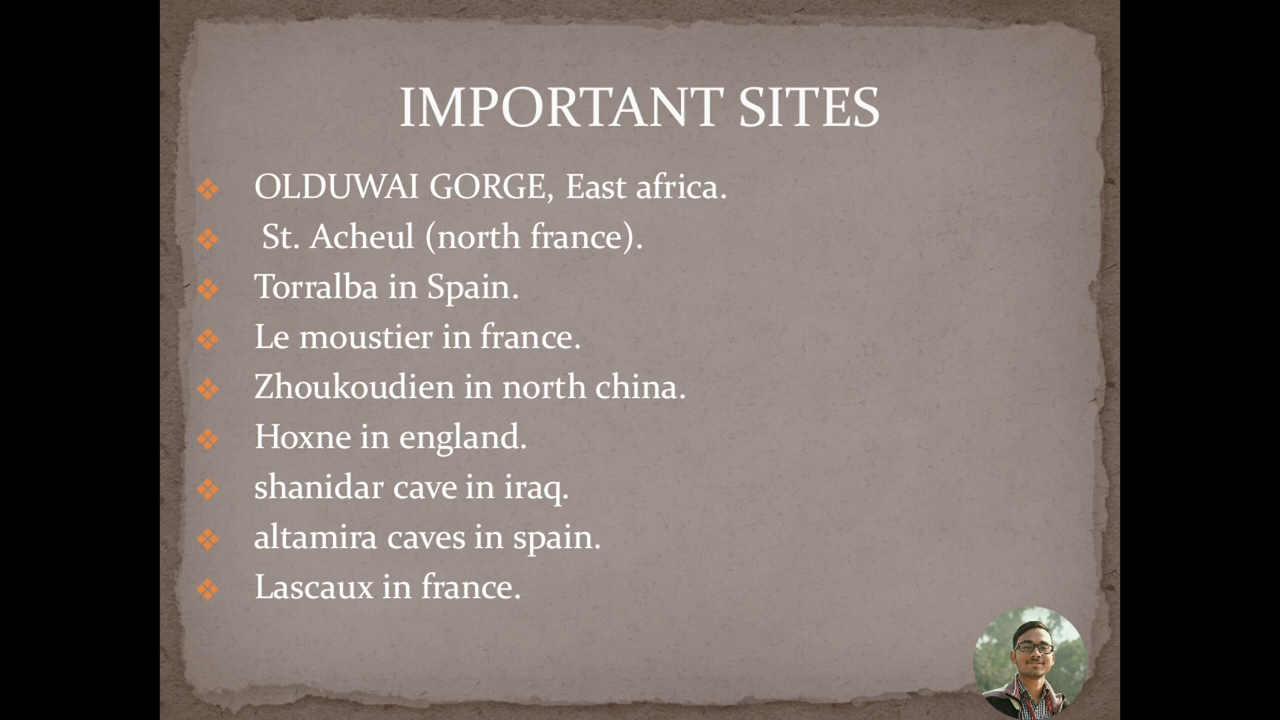 IMPORTANT SITES
OLDUWAI GORGE, East africa.
St. Acheul (north france).
Torralba in Spain.
Le moustier in france.
Zhoukoudien in north china.
Hoxne in england.
shanidar cave in iraq.
altamira caves in spain.
Lascaux in france.